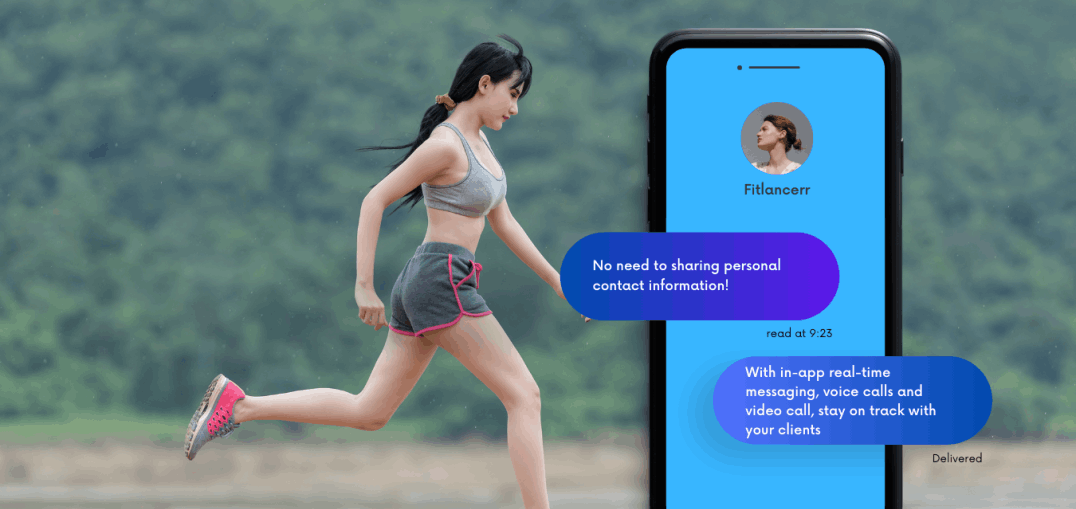 Fitlancerr
No need to sharing personal
contact information!
read at 9:23
With in-app real-time
messaging, voice calls and
video call, stay on track with
your clients
Delivered